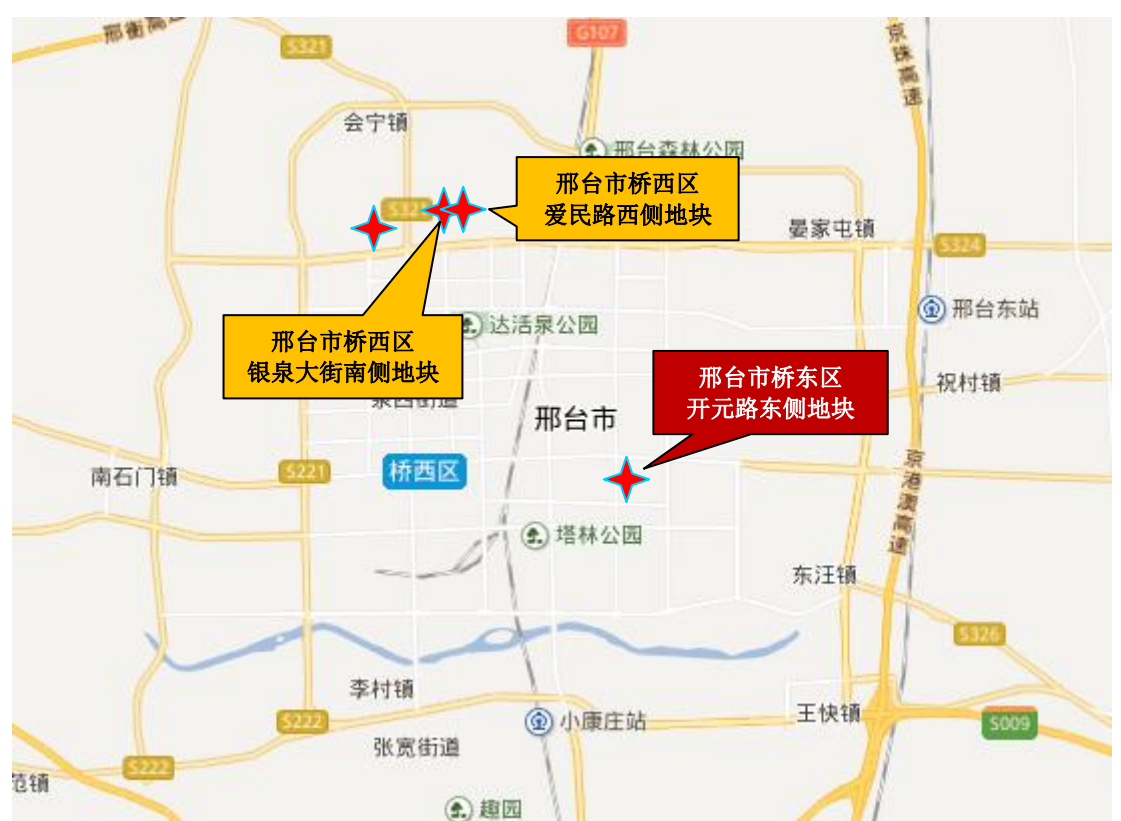 邢衡高
S321
G107
京珠高速
会宁镇
邢台森林公园
邢台市桥西区
爱民路西侧地块
晏家屯镇
S324
邢台东站
达活泉公园
邢台市桥西区
银泉大街南侧地块
邢台市桥东区
开元路东侧地块
祝村镇
泉西街道
邢台市
南石门镇
S221
桥西区
京港澳高速
塔林公园
东汪镇
S326
李村镇
S222
小康庄站
王快镇
S009
张宽街道
S222
范镇
趣园